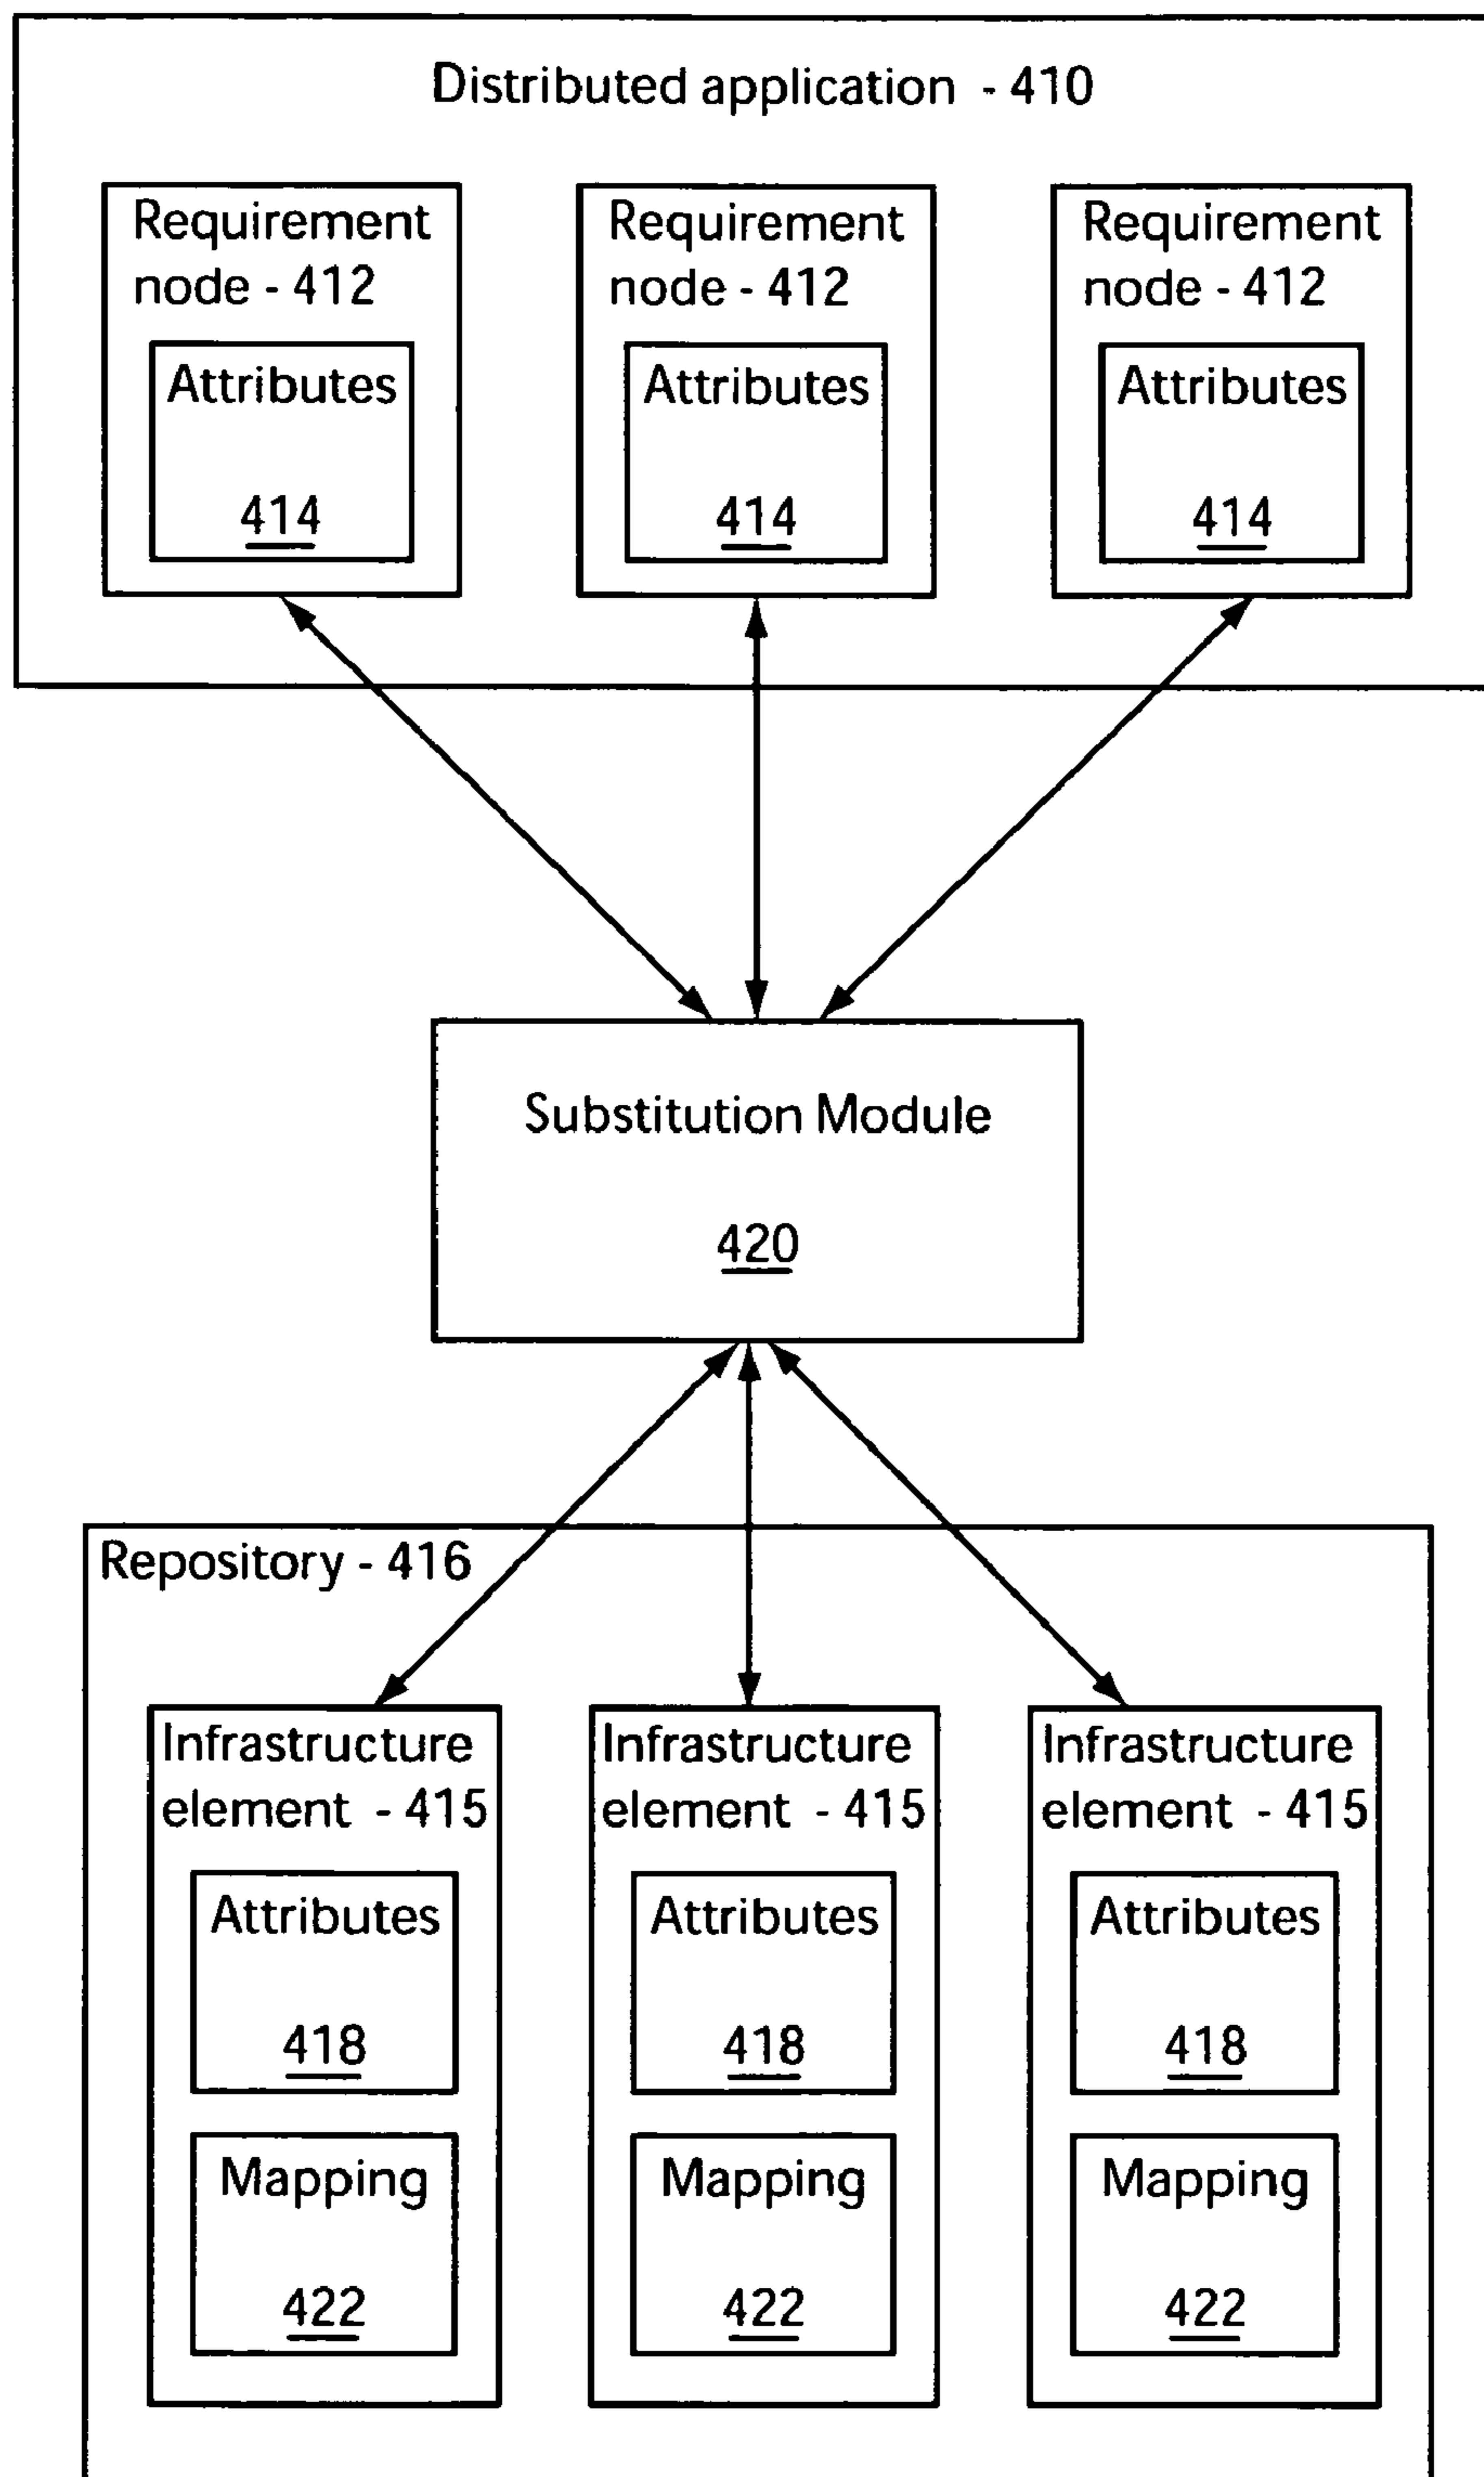 Distributed application - 410
Requirement
node - 412
Attributes
414
Requirement
node - 412
Attributes
414
Requirement
node - 412
Attributes
414
Substitution Module
420
Repository - 416
Infrastructure
element - 415
Attributes
418
Mapping
422
Infrastructure
element - 415
Attributes
418
Mapping
422
Infrastructure
element - 415
Attributes
418
Mapping
422